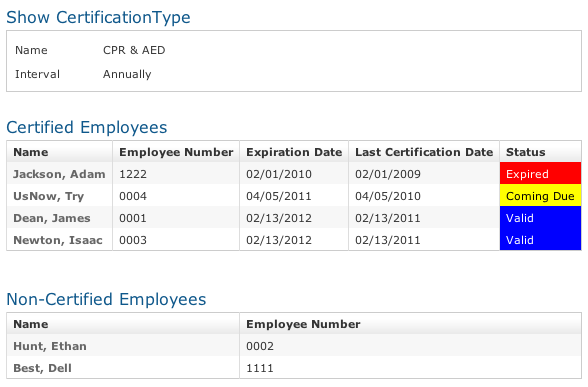 Show CertificationType
Name CPR & AED
Interval Annually
Certified Employees
Name Employee Number Expiration Date Last Certification Date Status
Jackson, Adam 1222 02/01/2010 02/01/2009 Expired
UsNow, Try 0004 04/05/2011 04/05/2010 Coming Due
Dean, James 0001 02/13/2012 02/13/2011 Valid
Newton, Isaac 0003 02/13/2012 02/13/2011 Valid
Non-Certified Employees
Name Employee Number
Hunt, Ethan 0002
Best, Dell 1111